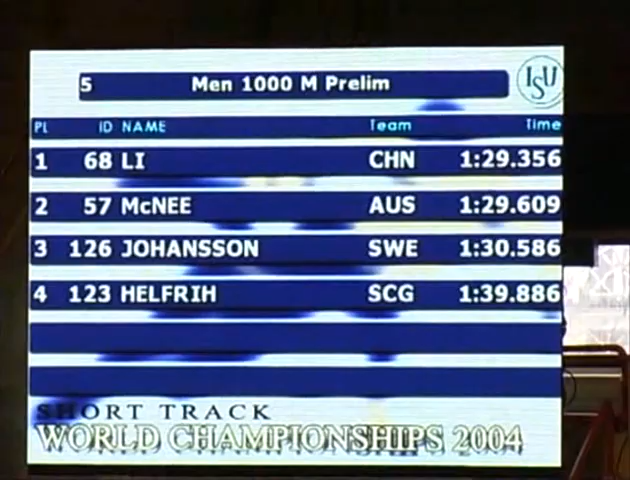 5 Men 1000 M Prelim ISU
PL ID NAME Team Time
1 68 LI CHN 1:29.356
2 57 McNEE AUS 1:29.609
3 126 JOHANSSON SWE 1:30.586
4 123 HELFRIH SCG 1:39.886
SHORT TRACK
WORLD CHAMPIONSHIPS 2004